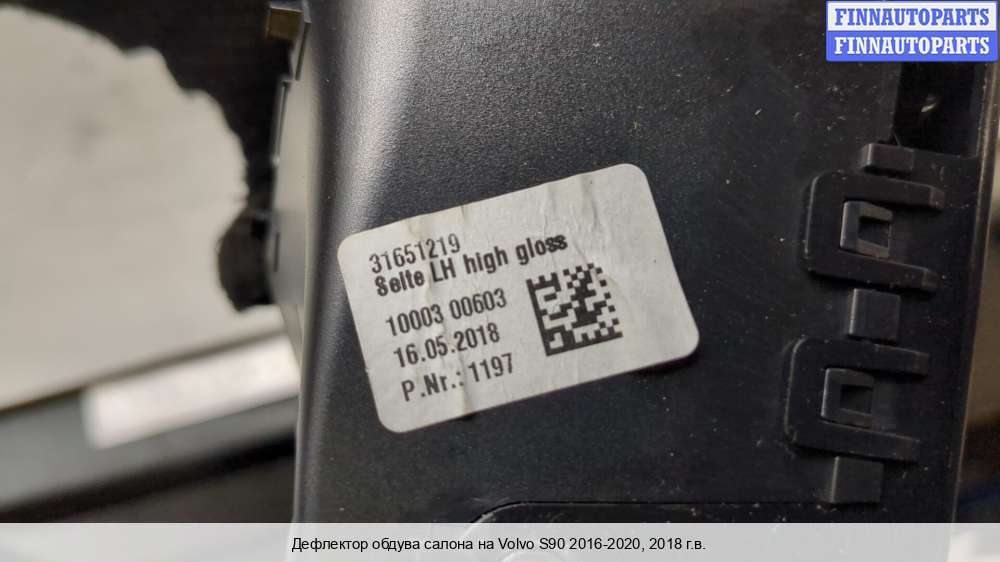 FINNAUTOPARTS
FINNAUTOPARTS
31651219
Seite LH high gloss
10003 00603
16.05.2018
P.Nr.: 1197
Дефлектор обдува салона на Volvo S90 2016-2020, 2018 г.в.